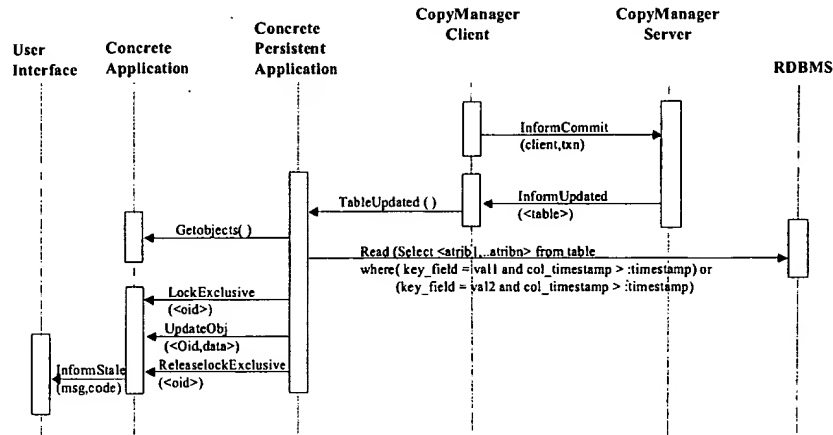 User
Interface
Concrete
Application
Concrete
Persistent
Application
CopyManager
Client
CopyManager
Server
RDBMS
InformCommit
(client,txn)
InformUpdated
(<table>)
TableUpdated ( )
Getobjects( )
Read (Select <atrib1,..atribn> from table
where( key_field = val1 and col_timestamp > :timestamp) or
(key_field = val2 and col_timestamp > :timestamp)
LockExclusive
(<oid>)
UpdateObj
(<Oid,data>)
ReleaselockExclusive
(<oid>)
InformStale
(msg,code)